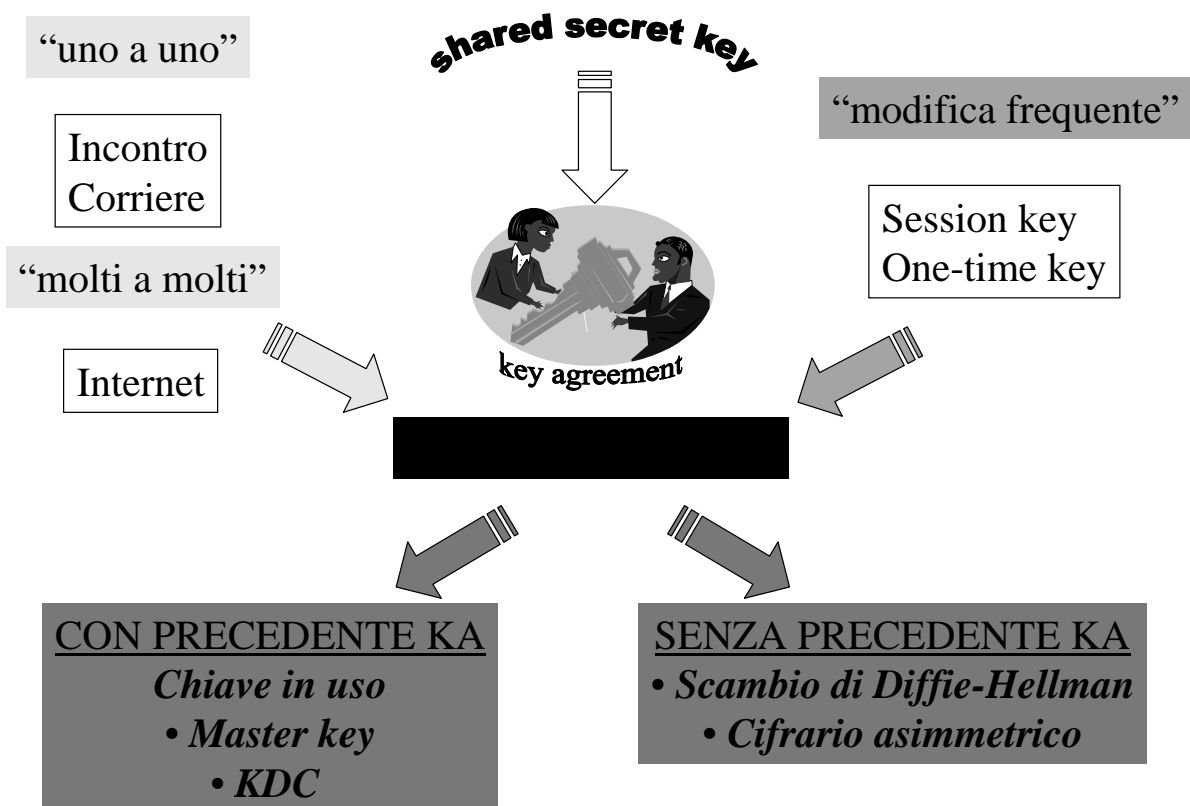 shared secret key
“uno a uno”
“modifica frequente”
Incontro
Corriere
Session key
One-time key
“molti a molti”
Internet
key agreement
CON PRECEDENTE KA
Chiave in uso
• Master key
• KDC
SENZA PRECEDENTE KA
• Scambio di Diffie-Hellman
• Cifrario asimmetrico